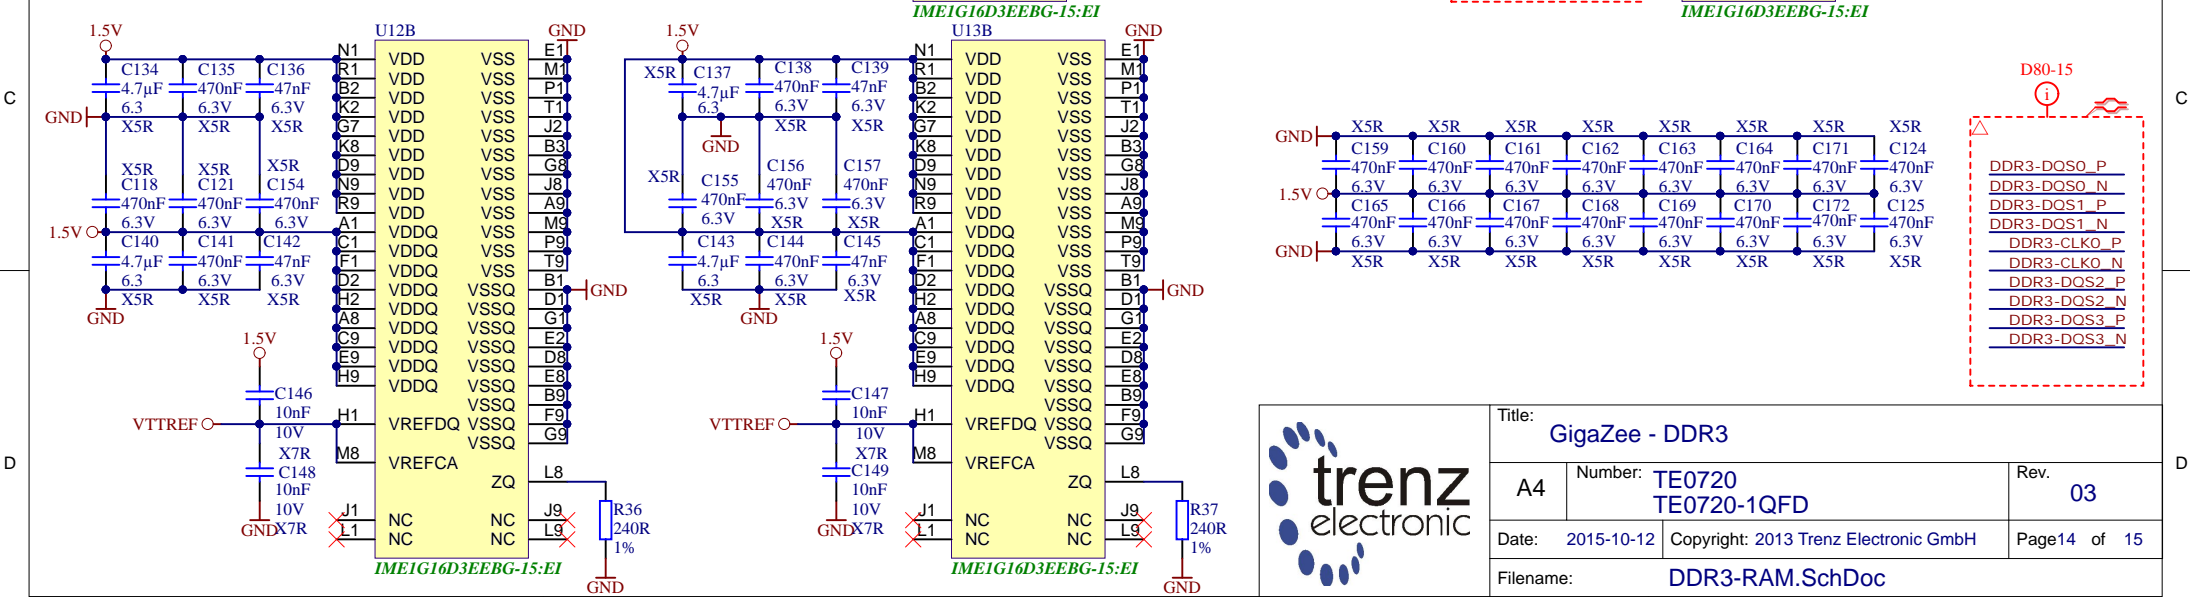 IME1G16D3EEBG-15:EI
IME1G16D3EEBG-15:EI
C
D
C
D
1.5V
U12B
GND
C134
4.7µF
6.3
X5R
C135
470nF
6.3V
X5R
C136
47nF
6.3V
X5R
GND
X5R
C118
470nF
6.3V
X5R
C121
470nF
6.3V
X5R
C154
470nF
6.3V
1.5V
C140
4.7µF
6.3
X5R
C141
470nF
6.3V
X5R
C142
47nF
6.3V
X5R
GND
1.5V
C146
10nF
10V
X7R
VTTREF
C148
10nF
10V
X7R
GND
N1 VDD VSS E1
R1 VDD VSS M1
B2 VDD VSS P1
K2 VDD VSS T1
G7 VDD VSS J2
K8 VDD VSS B3
D9 VDD VSS G8
N9 VDD VSS J8
R9 VDD VSS A9
A1 VDDQ VSS M9
C1 VDDQ VSS P9
F1 VDDQ VSS T9
D2 VDDQ VSSQ B1 GND
H2 VDDQ VSSQ D1
A8 VDDQ VSSQ G1
C9 VDDQ VSSQ E2
E9 VDDQ VSSQ D8
H9 VDDQ VSSQ E8
VSSQ B9
H1 VREFDQ VSSQ F9
VSSQ G9
M8 VREFCA
ZQ L8
J1 NC NC J9
L1 NC NC L9
R36
240R
1%
GND
IME1G16D3EEBG-15:EI
1.5V
U13B
GND
X5R
C137
4.7µF
6.3
C138
470nF
6.3V
X5R
C139
47nF
6.3V
X5R
GND
X5R
C155
470nF
6.3V
C156
470nF
6.3V
X5R
C157
470nF
6.3V
X5R
C143
4.7µF
6.3
X5R
C144
470nF
6.3V
X5R
C145
47nF
6.3V
X5R
GND
1.5V
C147
10nF
10V
X7R
VTTREF
C149
10nF
10V
X7R
GND
N1 VDD VSS E1
R1 VDD VSS M1
B2 VDD VSS P1
K2 VDD VSS T1
G7 VDD VSS J2
K8 VDD VSS B3
D9 VDD VSS G8
N9 VDD VSS J8
R9 VDD VSS A9
A1 VDDQ VSS M9
C1 VDDQ VSS P9
F1 VDDQ VSS T9
D2 VDDQ VSSQ B1 GND
H2 VDDQ VSSQ D1
A8 VDDQ VSSQ G1
C9 VDDQ VSSQ E2
E9 VDDQ VSSQ D8
H9 VDDQ VSSQ E8
VSSQ B9
H1 VREFDQ VSSQ F9
VSSQ G9
M8 VREFCA
ZQ L8
J1 NC NC J9
L1 NC NC L9
R37
240R
1%
GND
IME1G16D3EEBG-15:EI
X5R X5R X5R X5R X5R X5R X5R X5R
GND
C159 C160 C161 C162 C163 C164 C171 C124
470nF 470nF 470nF 470nF 470nF 470nF 470nF 470nF
6.3V 6.3V 6.3V 6.3V 6.3V 6.3V 6.3V 6.3V
1.5V
C165 C166 C167 C168 C169 C170 C172 C125
470nF 470nF 470nF 470nF 470nF 470nF 470nF 470nF
6.3V 6.3V 6.3V 6.3V 6.3V 6.3V 6.3V 6.3V
GND
X5R X5R X5R X5R X5R X5R X5R X5R
D80-15
i
DDR3-DQS0_P
DDR3-DQS0_N
DDR3-DQS1_P
DDR3-DQS1_N
DDR3-CLK0_P
DDR3-CLK0_N
DDR3-DQS2_P
DDR3-DQS2_N
DDR3-DQS3_P
DDR3-DQS3_N
trenz
electronic
Title:
GigaZee - DDR3
A4
Number: TE0720
TE0720-1QFD
Rev.
03
Date: 2015-10-12
Copyright: 2013 Trenz Electronic GmbH
Page14 of 15
Filename: DDR3-RAM.SchDoc